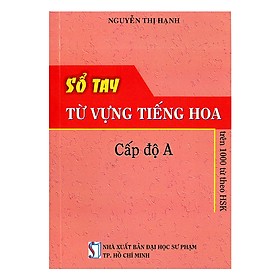 NGUYỄN THỊ HẠNH
SỔ TAY
TỪ VỰNG TIẾNG HOA
Cấp độ A
trên 1000 từ theo HSK
NHÀ XUẤT BẢN ĐẠI HỌC SƯ PHẠM
TP. HỒ CHÍ MINH